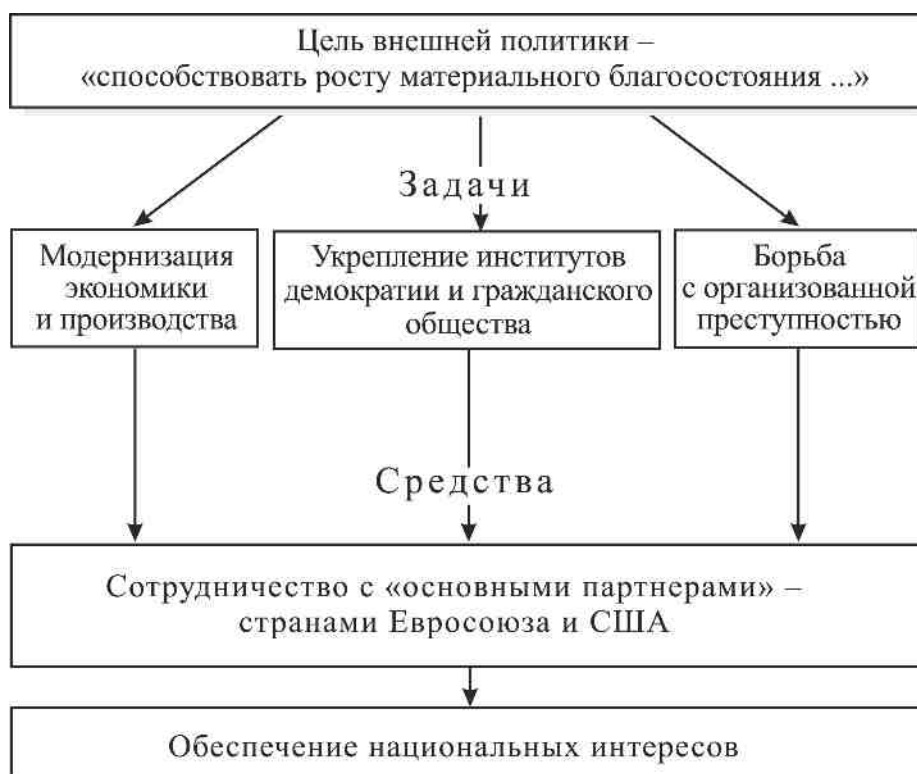 Цель внешней политики –
«способствовать росту материального благосостояния ...»
Задачи
Модернизация
экономики
и производства
Укрепление институтов
демократии и гражданского
общества
Борьба
с организованной
преступностью
Средства
Сотрудничество с «основными партнерами» –
странами Евросоюза и США
Обеспечение национальных интересов